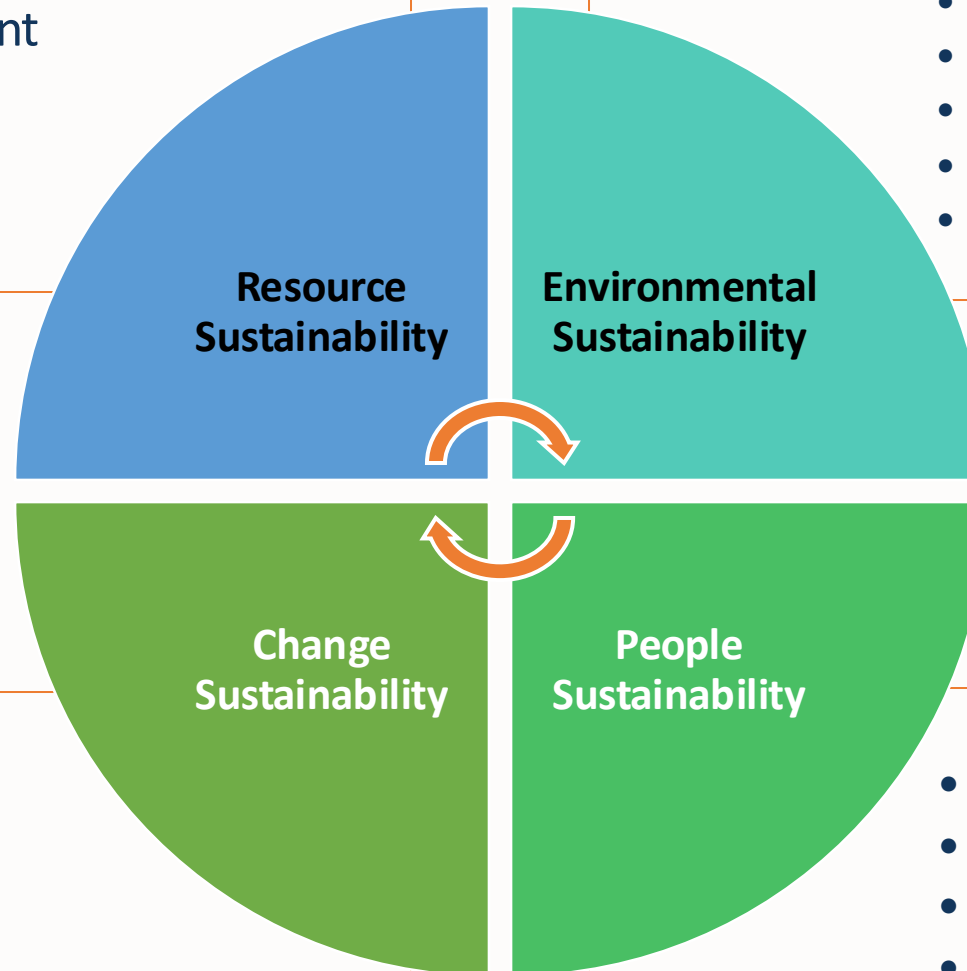 nt
Resource
Sustainability
Environmental
Sustainability
Change
Sustainability
People
Sustainability